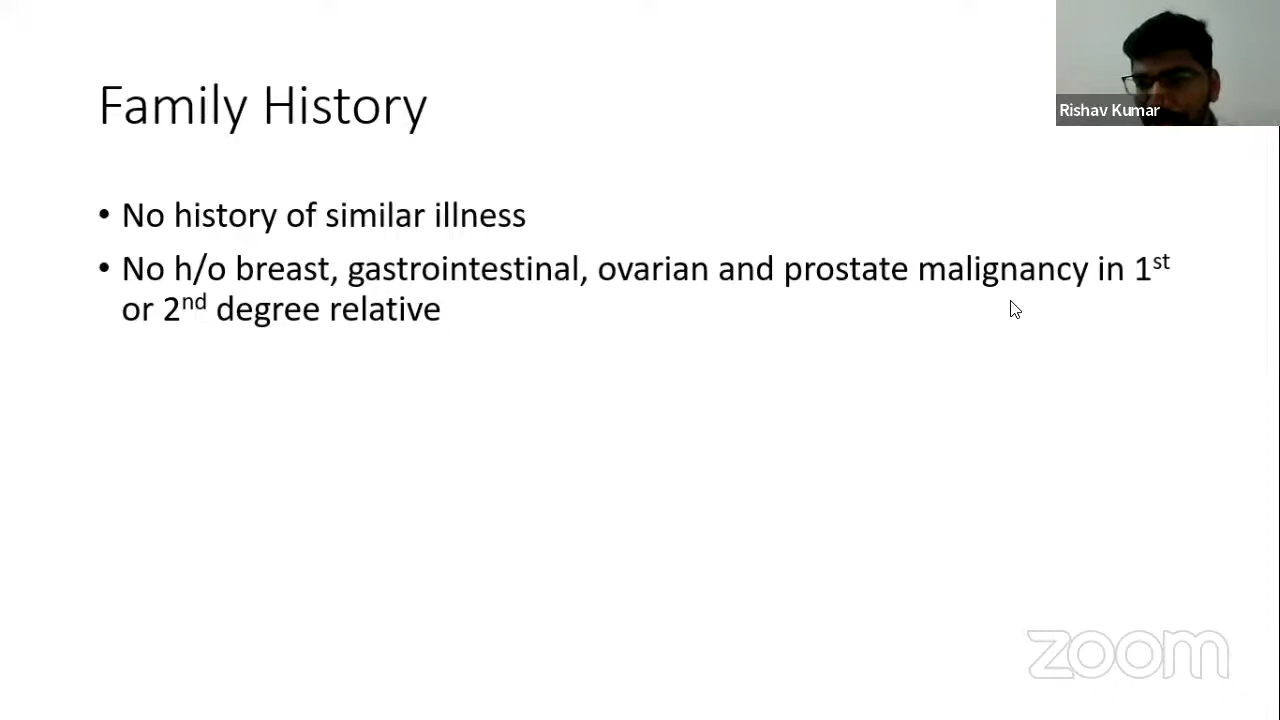 Family History
Rishav Kumar
• No history of similar illness
• No h/o breast, gastrointestinal, ovarian and prostate malignancy in 1st
or 2nd degree relative
zoom